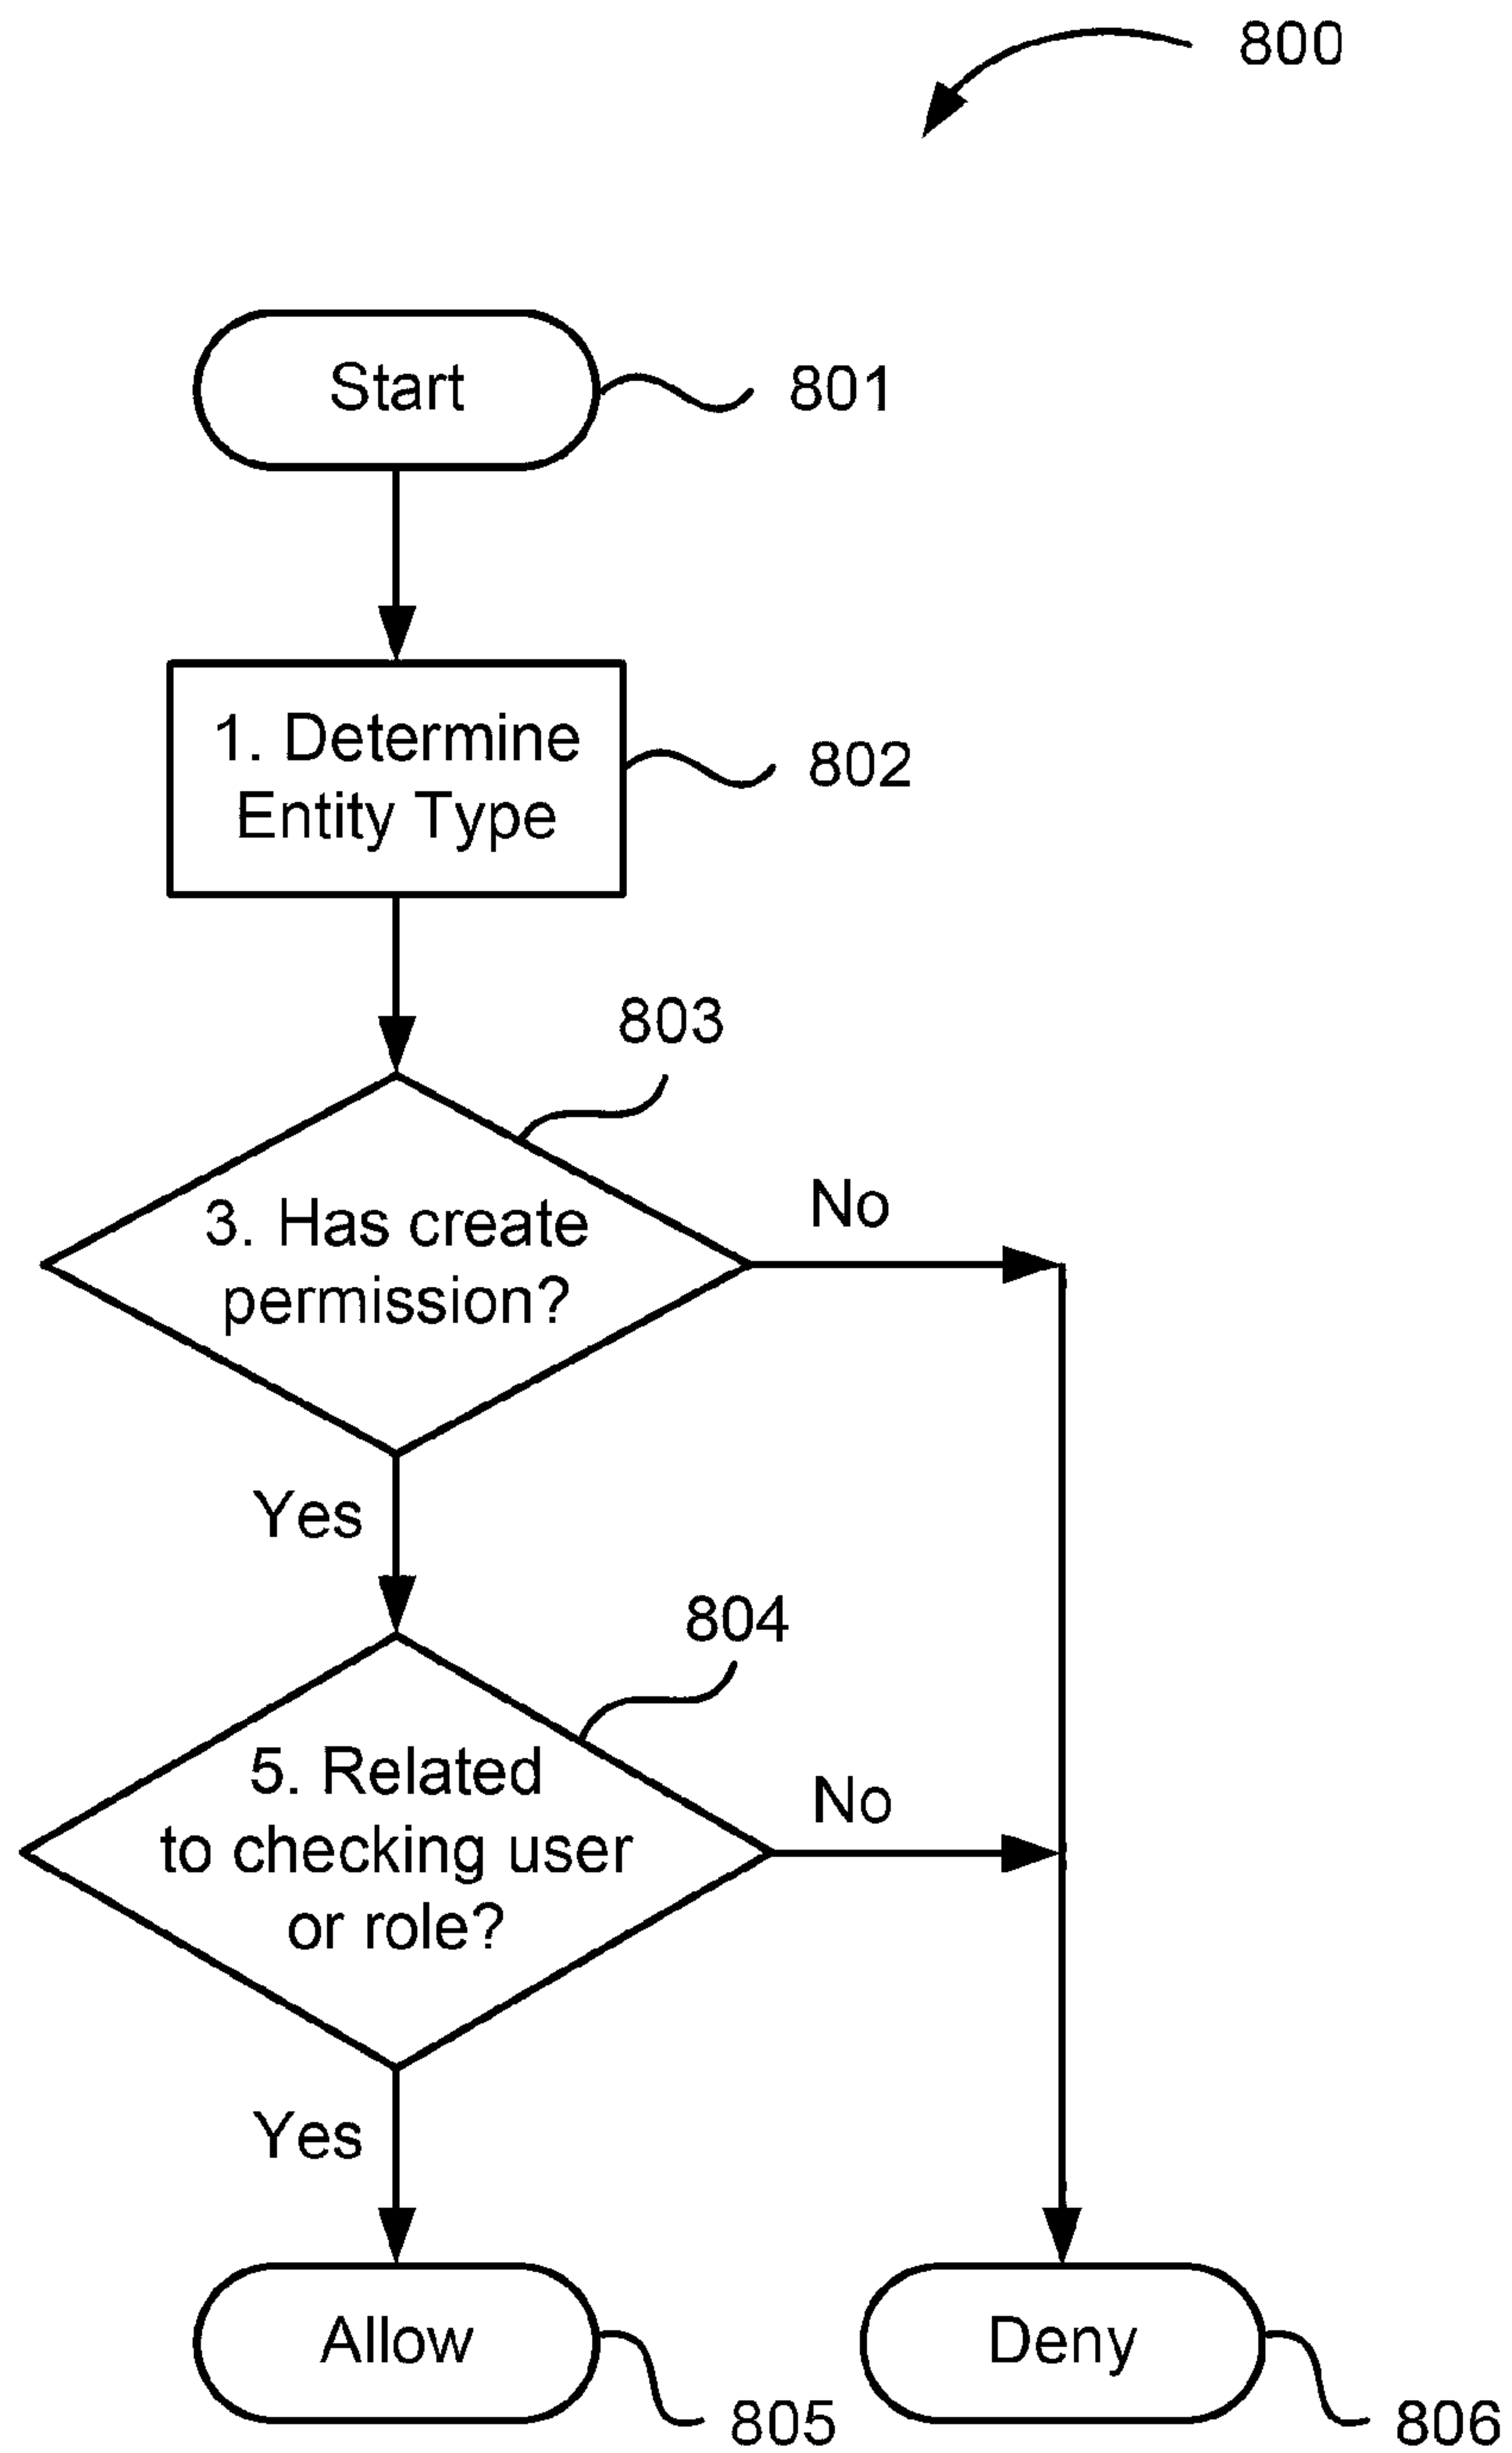 800
Start
801
1. Determine
Entity Type
802
803
3. Has create
permission?
No
Yes
804
5. Related
to checking user
or role?
No
Yes
Allow
805
Deny
806